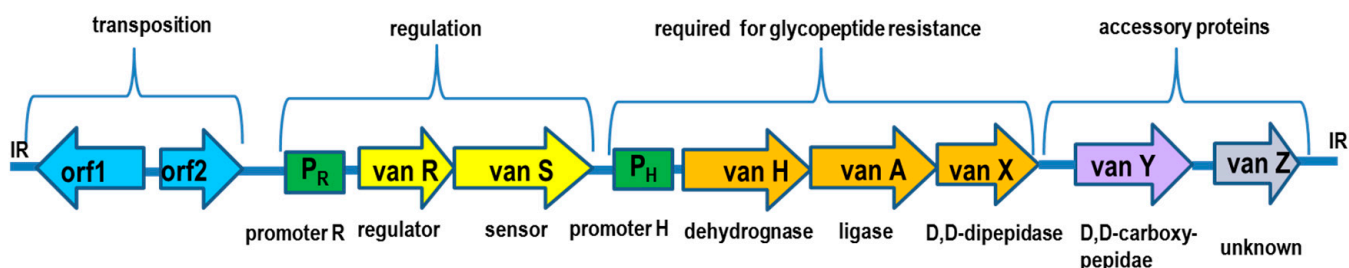 transposition regulation required for glycopeptide resistance accessory proteins
IR IR
orf1 orf2 PR van R van S PH van H van A van X van Y van Z
promoter R regulator sensor promoter H dehydrognase ligase D,D-dipepidase D,D-carboxy-
pepidae unknown